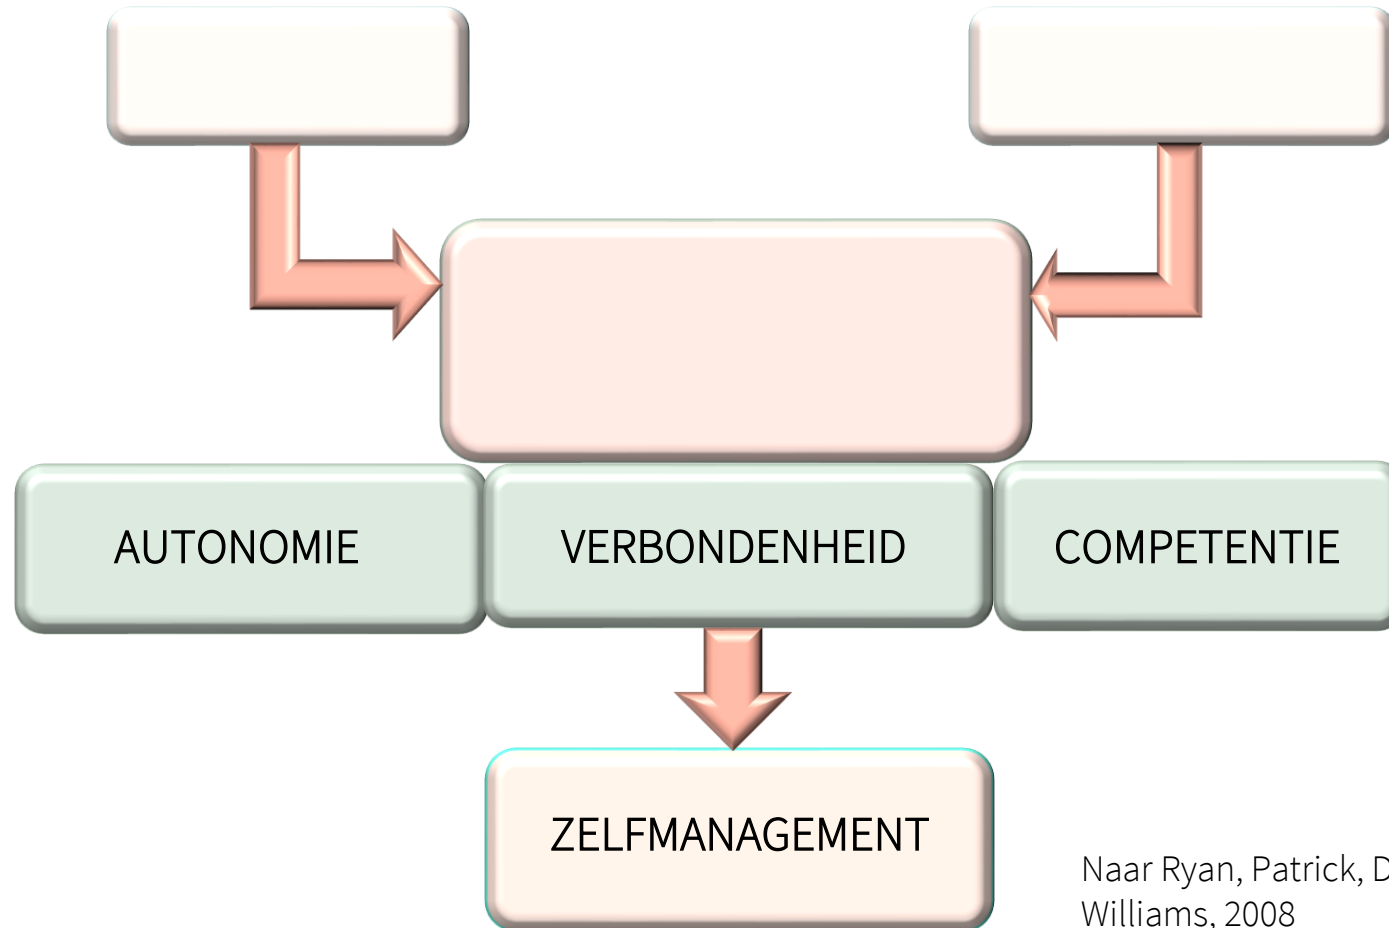 AUTONOMIE
VERBONDENHEID
COMPETENTIE
ZELFMANAGEMENT
Naar Ryan, Patrick, D
Williams, 2008